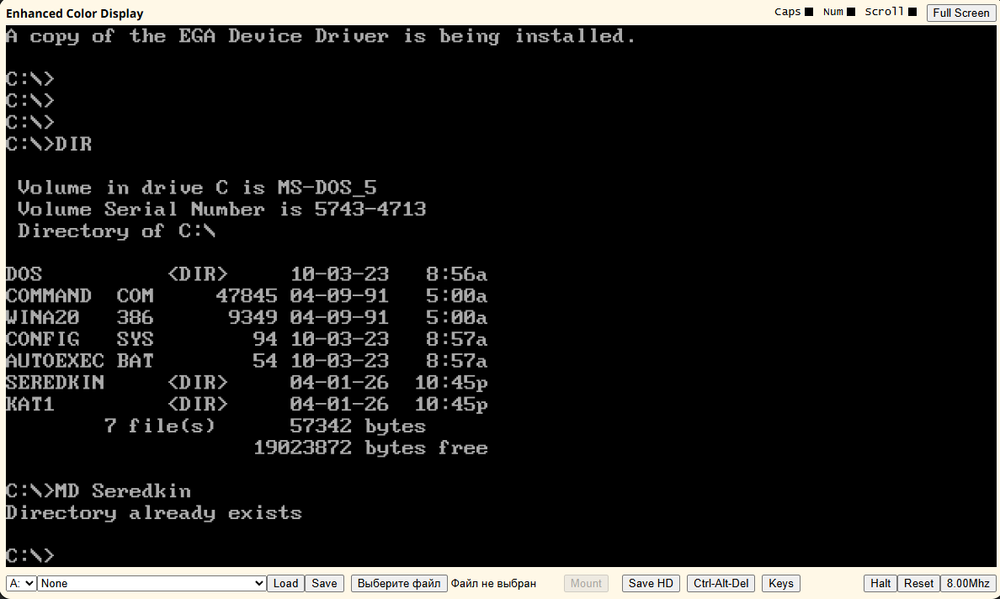 Enhanced Color Display
Caps Num Scroll Full Screen
A copy of the EGA Device Driver is being installed.
C:\>
C:\>
C:\>
C:\>DIR
Volume in drive C is MS-DOS_5
Volume Serial Number is 5743-4713
Directory of C:\
DOS <DIR> 10-03-23 8:56a
COMMAND COM 47845 04-09-91 5:00a
WINA20 386 9349 04-09-91 5:00a
CONFIG SYS 94 10-03-23 8:57a
AUTOEXEC BAT 54 10-03-23 8:57a
SEREDKIN <DIR> 04-01-26 10:45p
KAT1 <DIR> 04-01-26 10:45p
7 file(s) 57342 bytes
19023872 bytes free
C:\>MD Seredkin
Directory already exists
C:\>
A: None Load Save Выберите файл Файл не выбран Mount Save HD Ctrl-Alt-Del Keys Halt Reset 8.00Mhz